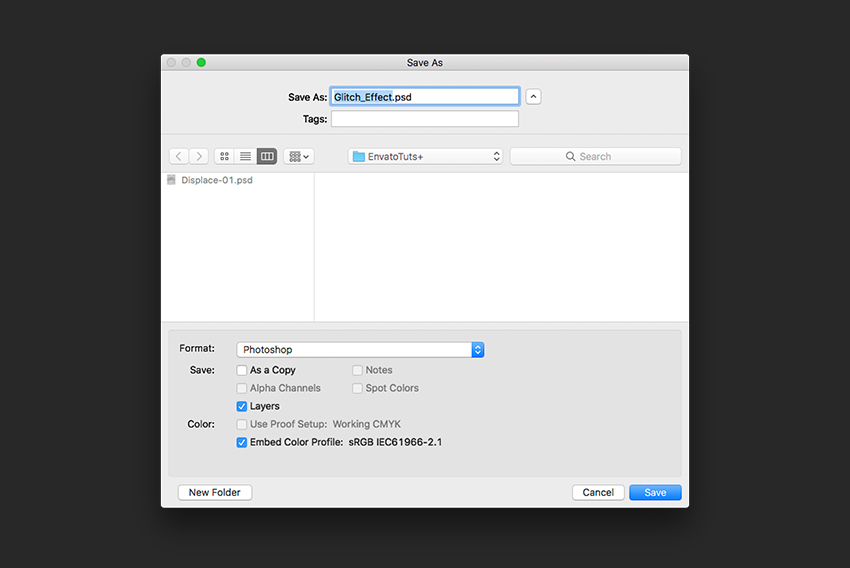 Save As
Save As: Glitch_Effect.psd
Tags:
EnvatoTuts+ Search
Displace-01.psd
Format: Photoshop
Save: As a Copy Notes
Alpha Channels Spot Colors
Layers
Color: Use Proof Setup: Working CMYK
Embed Color Profile: sRGB IEC61966-2.1
New Folder Cancel Save